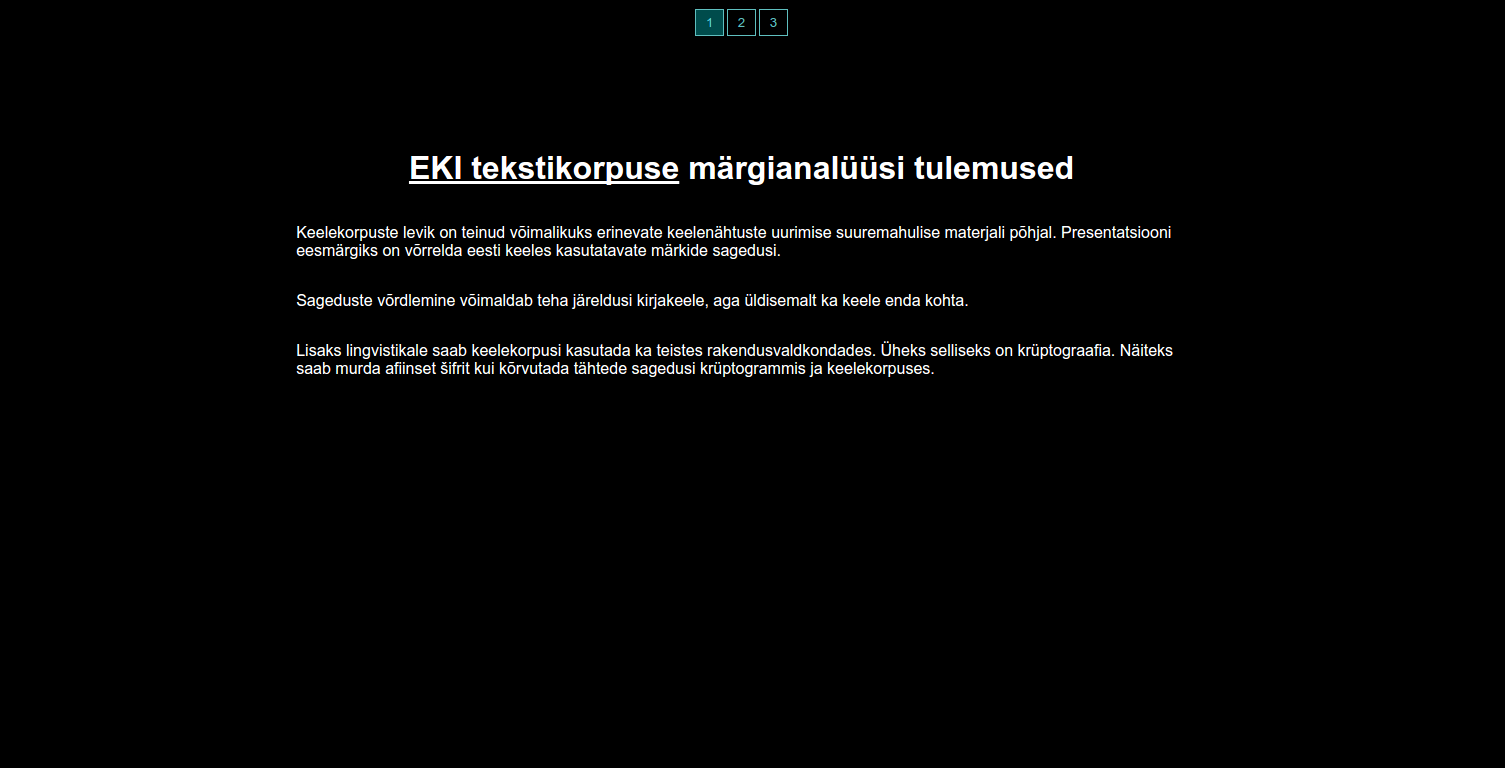 1 2 3
EKI tekstikorpuse märgianalüüsi tulemused
Keelekorpuste levik on teinud võimalikuks erinevate keelenähtuste uurimise suuremahulise materjali põhjal. Presentatsiooni
eesmärgiks on võrrelda eesti keeles kasutatavate märkide sagedusi.
Sageduste võrdlemine võimaldab teha järeldusi kirjakeele, aga üldisemalt ka keele enda kohta.
Lisaks lingvistikale saab keelekorpusi kasutada ka teistes rakendusvaldkondades. Üheks selliseks on krüptograafia. Näiteks
saab murda afiinset šifrit kui kõrvutada tähtede sagedusi krüptogrammis ja keelekorpuses.